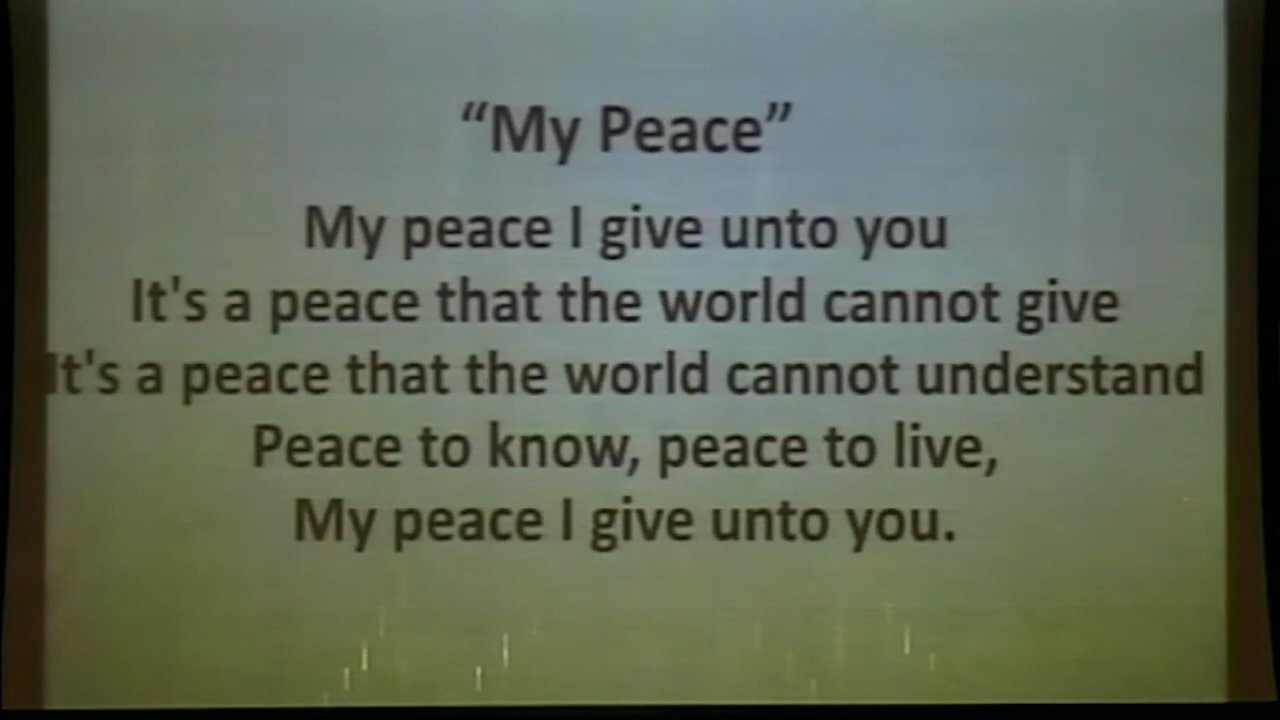 “My Peace”
My peace I give unto you
It's a peace that the world cannot give
It's a peace that the world cannot understand
Peace to know, peace to live,
My peace I give unto you.